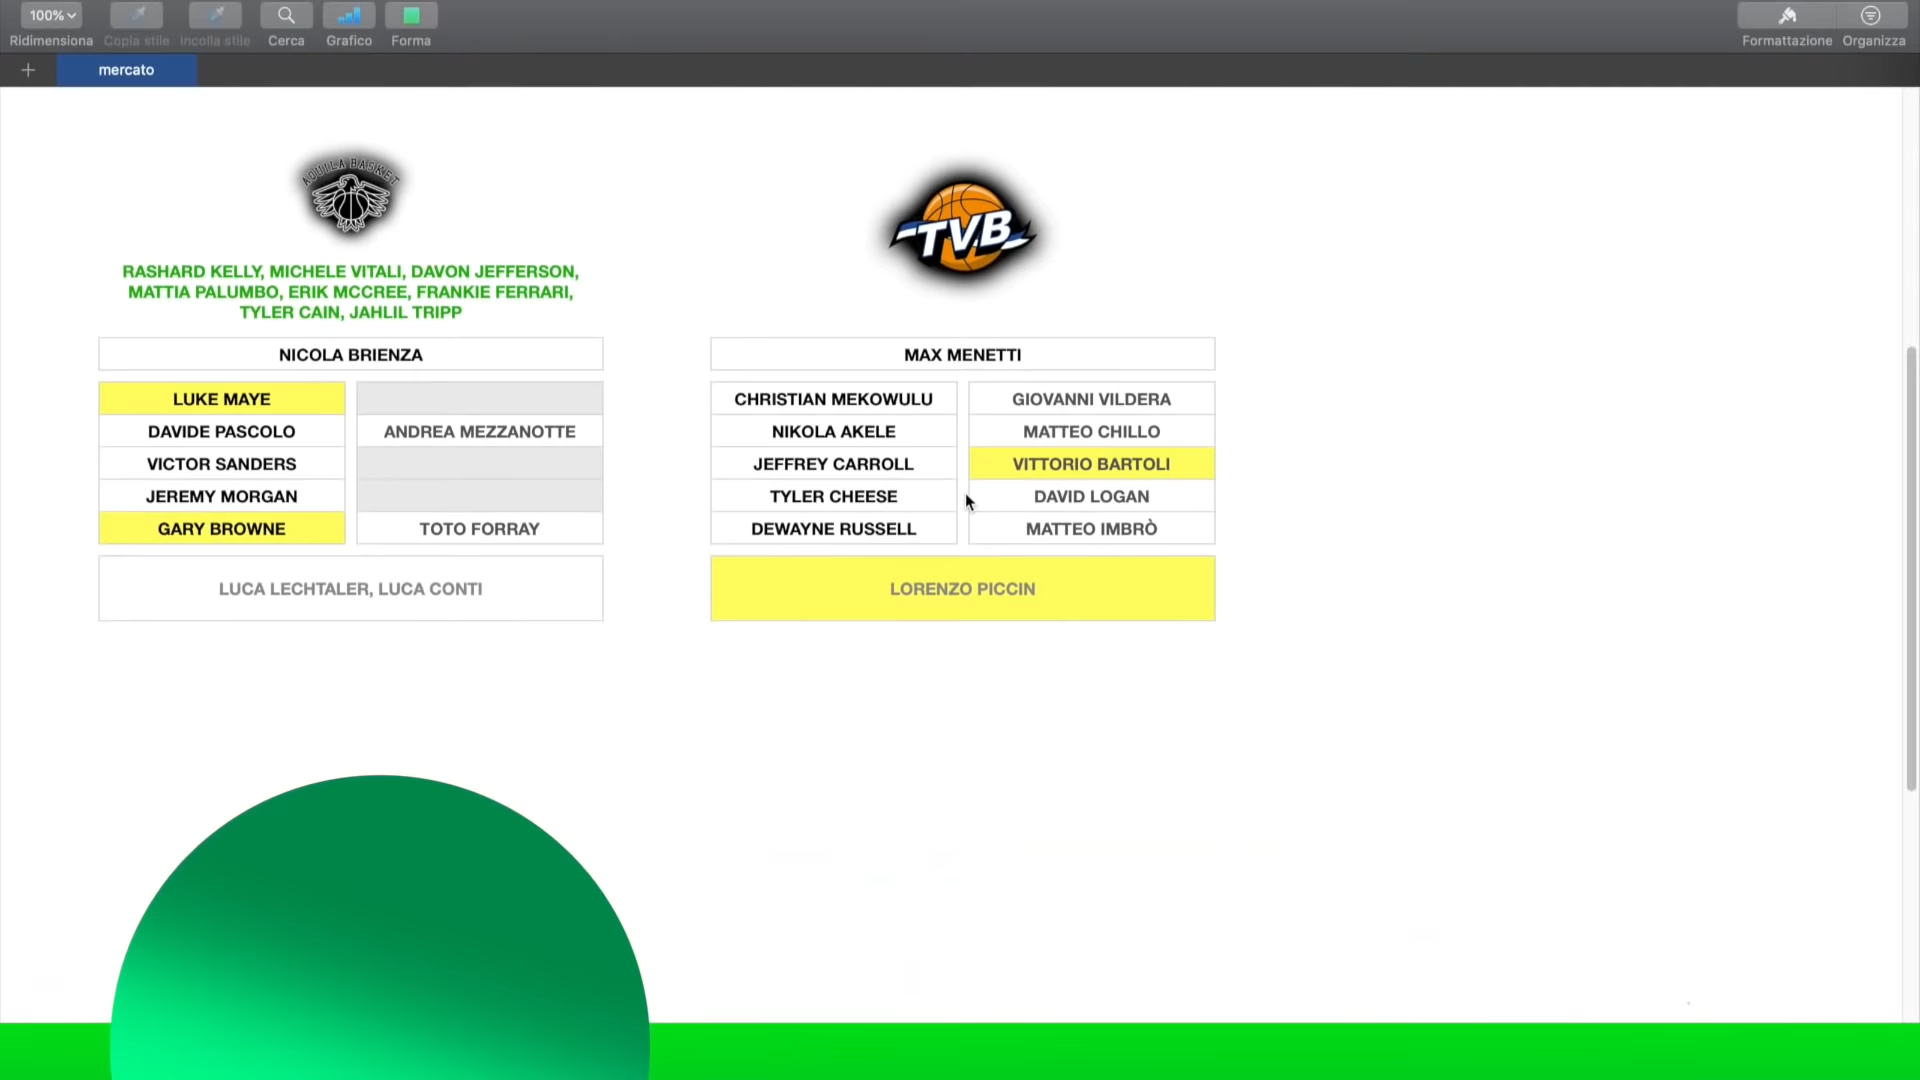 100%
Ridimensiona
Copia stile
Incolla stile
Cerca
Grafico
Forma
Formattazione
Organizza
mercato
AQUILA BASKET
TVB
RASHARD KELLY, MICHELE VITALI, DAVON JEFFERSON,
MATTIA PALUMBO, ERIK MCCREE, FRANKIE FERRARI,
TYLER CAIN, JAHLIL TRIPP
NICOLA BRIENZA
LUKE MAYE
DAVIDE PASCOLO
ANDREA MEZZANOTTE
VICTOR SANDERS
JEREMY MORGAN
GARY BROWNE
TOTO FORRAY
LUCA LECHTALER, LUCA CONTI
MAX MENETTI
CHRISTIAN MEKOWULU
GIOVANNI VILDERA
NIKOLA AKELE
MATTEO CHILLO
JEFFREY CARROLL
VITTORIO BARTOLI
TYLER CHEESE
DAVID LOGAN
DEWAYNE RUSSELL
MATTEO IMBRÒ
LORENZO PICCIN